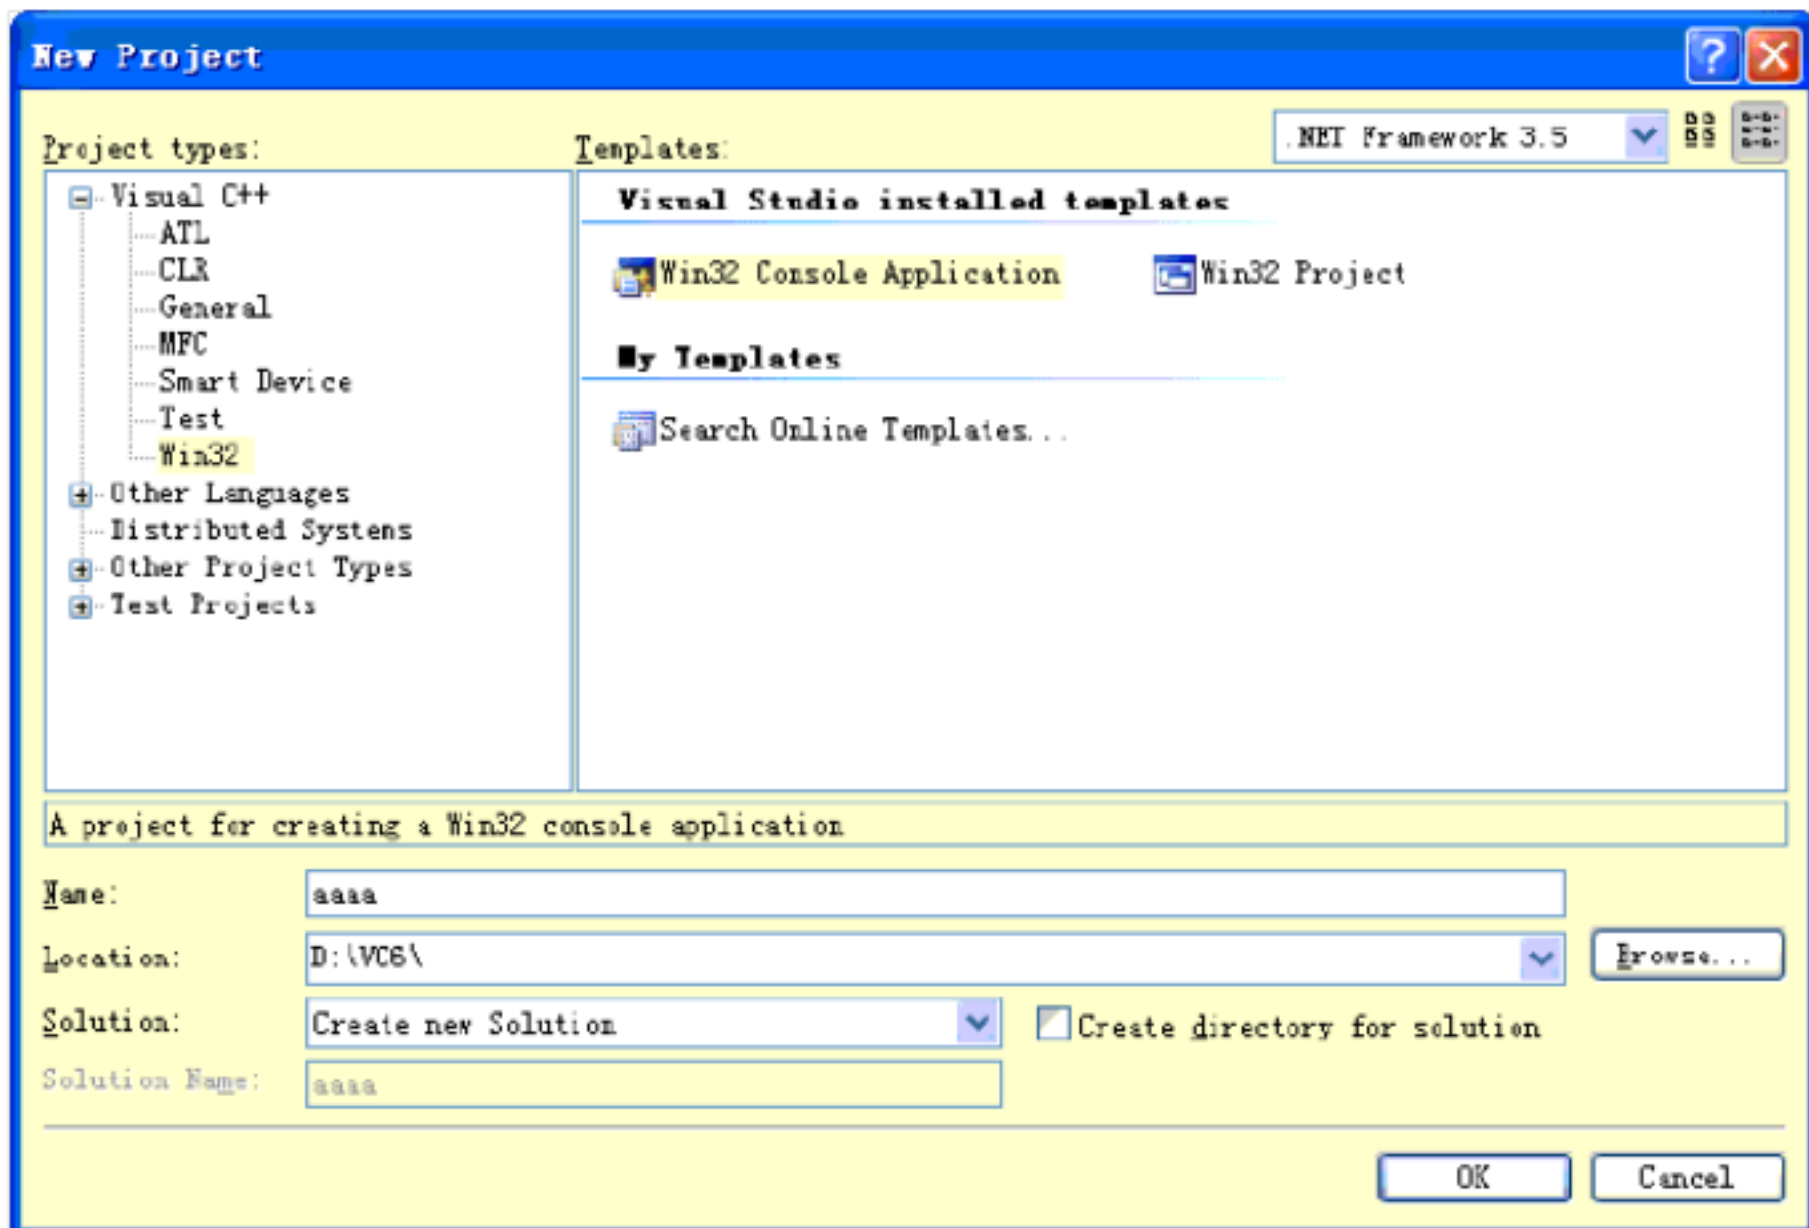 New Project
Project types:
Templates:
.NET Framework 3.5
Visual C++
ATL
CLR
General
MFC
Smart Device
Test
Win32
Other Languages
Distributed Systems
Other Project Types
Test Projects
Visual Studio installed templates
Win32 Console Application
Win32 Project
My Templates
Search Online Templates...
A project for creating a Win32 console application
Name:
aaaa
Location:
D:\VC6\
Browse...
Solution:
Create new Solution
Create directory for solution
Solution Name:
aaaa
OK
Cancel